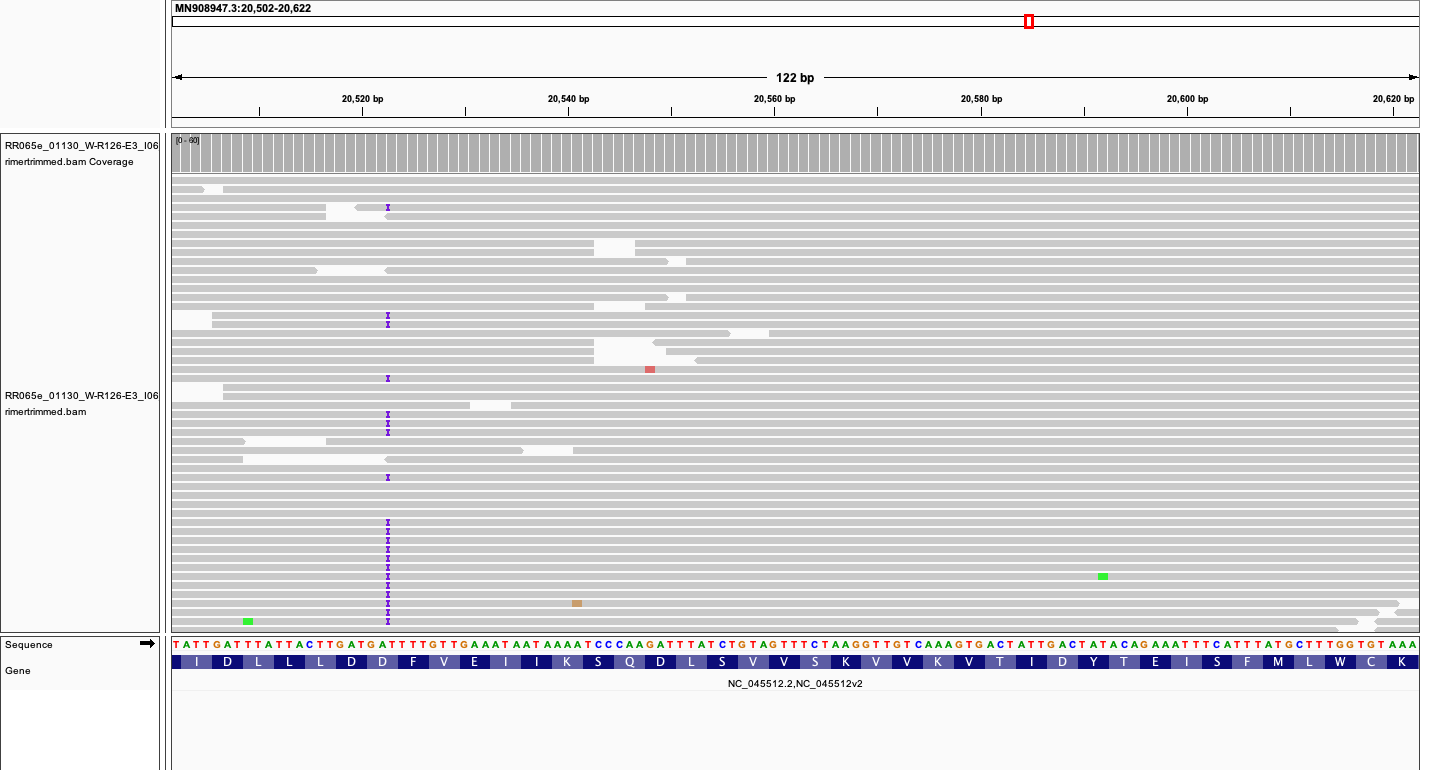 MN908947.3:20,502-20,622
122 bp
20,520 bp 20,540 bp 20,560 bp 20,580 bp 20,600 bp 20,620 bp
RR065e_01130_W-R126-E3_I06
rimertrimmed.bam Coverage
[0 - 60]
RR065e_01130_W-R126-E3_I06
rimertrimmed.bam
Sequence
TATTGATTTATTACTTGATGATTTTGTTGAAATAATAAAATCCCAAGATTTATCTGTAGTTTCTAAGGTTGTCAAAGTGACTATTGACTATACAGAAATTTCATTTATGCTTTGGTGTAAA
Gene
I D L L L D D F V E I I K S Q D L S V V S K V V K V T I D Y T E I S F M L W C K
NC_045512.2,NC_045512v2